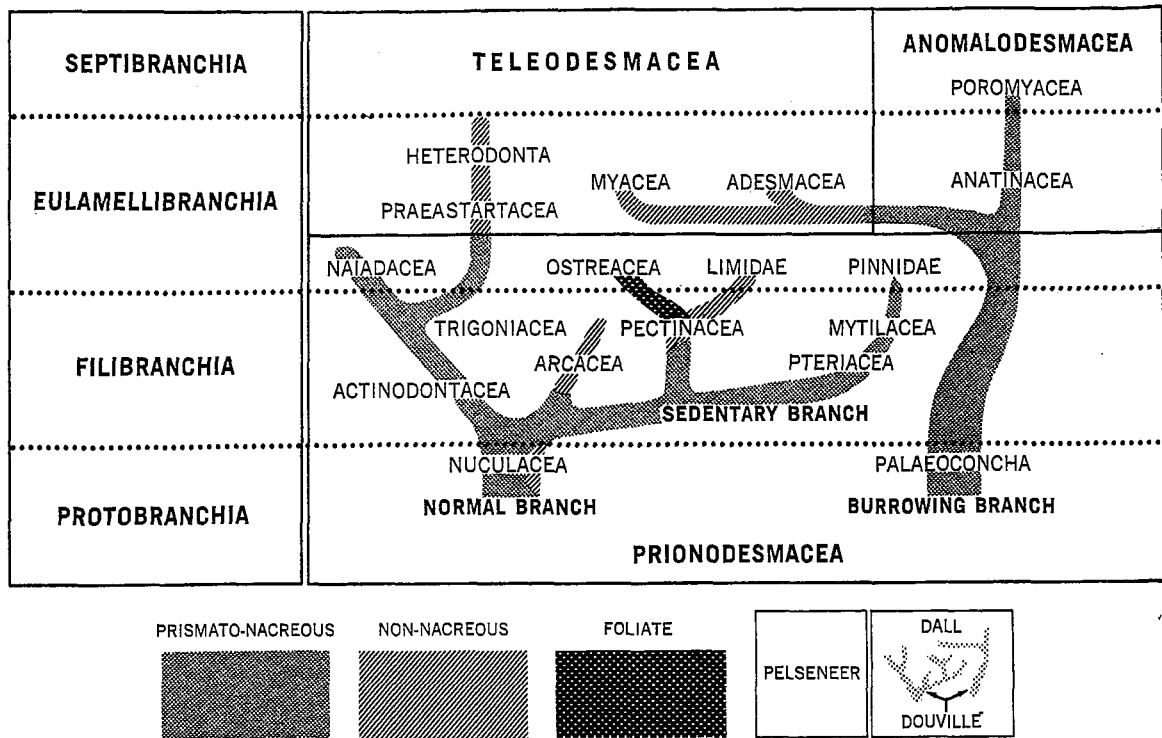 SEPTIBRANCHIA
TELEODESMACEA
ANOMALODESMACEA
POROMYACEA
HETERODONTA
EULAMELLIBRANCHIA
MYACEA
ADESMACEA
ANATINACEA
PRAEASTARTACEA
NAIADACEA
OSTREACEA
LIMIDAE
PINNIDAE
TRIGONIACEA
PECTINACEA
MYTILACEA
FILIBRANCHIA
ARCACEA
PTERIACEA
ACTINODONTACEA
SEDENTARY BRANCH
NUCULACEA
PALAEOCONCHA
PROTOBRANCHIA
NORMAL BRANCH
BURROWING BRANCH
PRIONODESMACEA
PRISMATO-NACREOUS
NON-NACREOUS
FOLIATE
PELSENEER
DALL
DOUVILLÉ